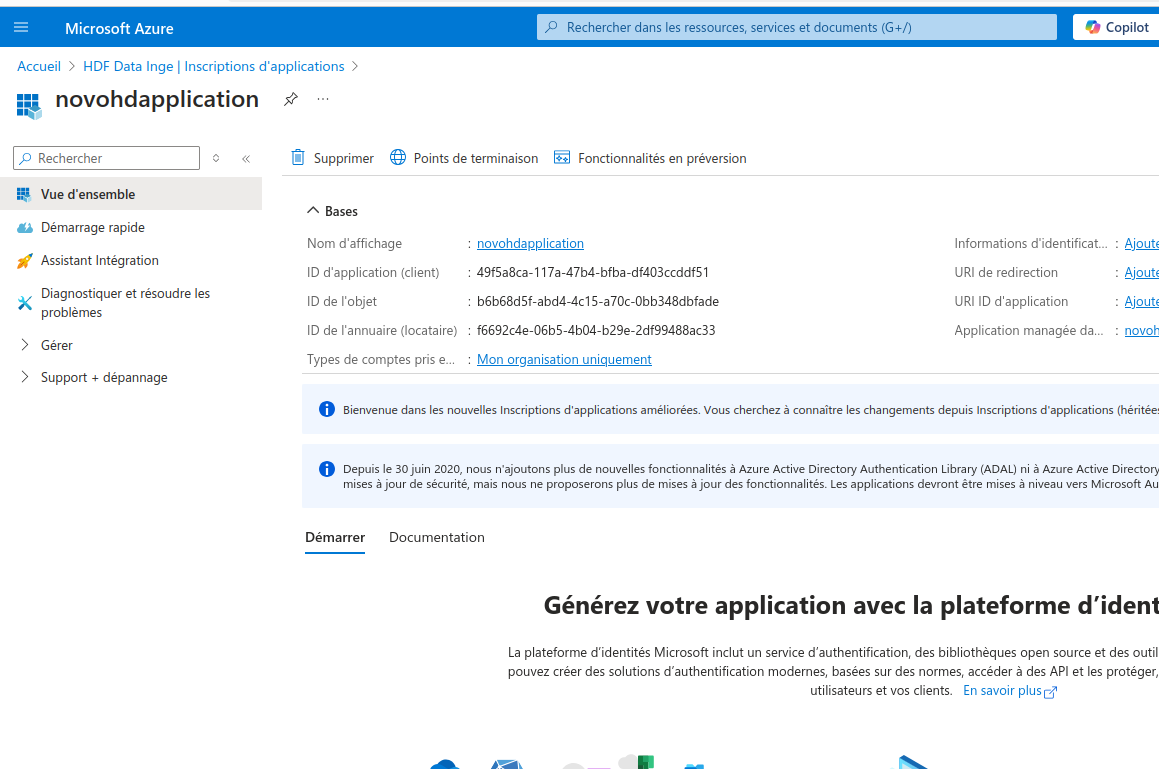 Microsoft Azure
Rechercher dans les ressources, services et documents (G+/)
Copilot
Accueil > HDF Data Inge | Inscriptions d'applications >
novohdapplication
Rechercher
Supprimer
Points de terminaison
Fonctionnalités en préversion
Vue d'ensemble
Démarrage rapide
Assistant Intégration
Diagnostiquer et résoudre les
problèmes
Gérer
Support + dépannage
Bases
Nom d'affichage : novohdapplication
ID d'application (client) : 49f5a8ca-117a-47b4-bfba-df403ccddf51
ID de l'objet : b6b68d5f-abd4-4c15-a70c-0bb348dbfade
ID de l'annuaire (locataire) : f6692c4e-06b5-4b04-b29e-2df99488ac33
Types de comptes pris e... : Mon organisation uniquement
Informations d'identificat... : Ajoute
URI de redirection : Ajoute
URI ID d'application : Ajoute
Application managée da... : novoh
Bienvenue dans les nouvelles Inscriptions d'applications améliorées. Vous cherchez à connaître les changements depuis Inscriptions d'applications (héritées
Depuis le 30 juin 2020, nous n'ajoutons plus de nouvelles fonctionnalités à Azure Active Directory Authentication Library (ADAL) ni à Azure Active Directory
mises à jour de sécurité, mais nous ne proposerons plus de mises à jour des fonctionnalités. Les applications devront être mises à niveau vers Microsoft Au
Démarrer
Documentation
Générez votre application avec la plateforme d’ident
La plateforme d’identités Microsoft inclut un service d’authentification, des bibliothèques open source et des outil
pouvez créer des solutions d’authentification modernes, basées sur des normes, accéder à des API et les protéger,
utilisateurs et vos clients. En savoir plus